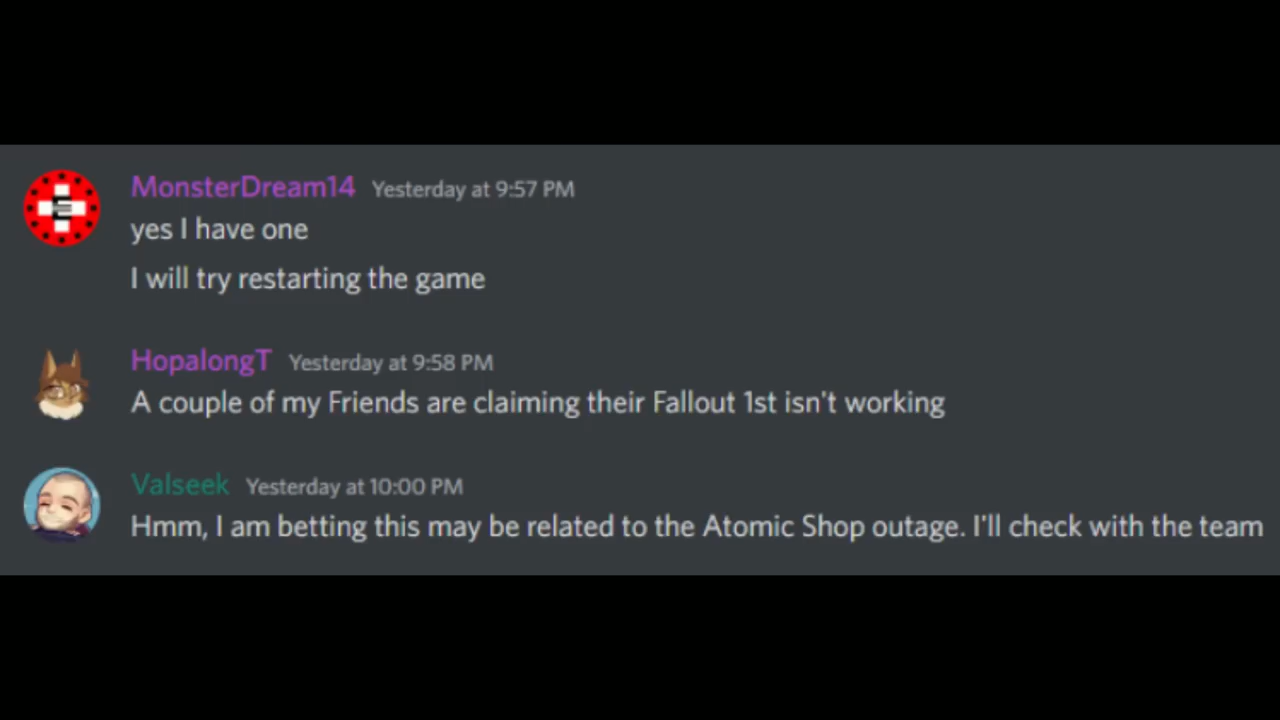 MonsterDream14 Yesterday at 9:57 PM
yes I have one
I will try restarting the game
HopalongT Yesterday at 9:58 PM
A couple of my Friends are claiming their Fallout 1st isn't working
Valseek Yesterday at 10:00 PM
Hmm, I am betting this may be related to the Atomic Shop outage. I'll check with the team